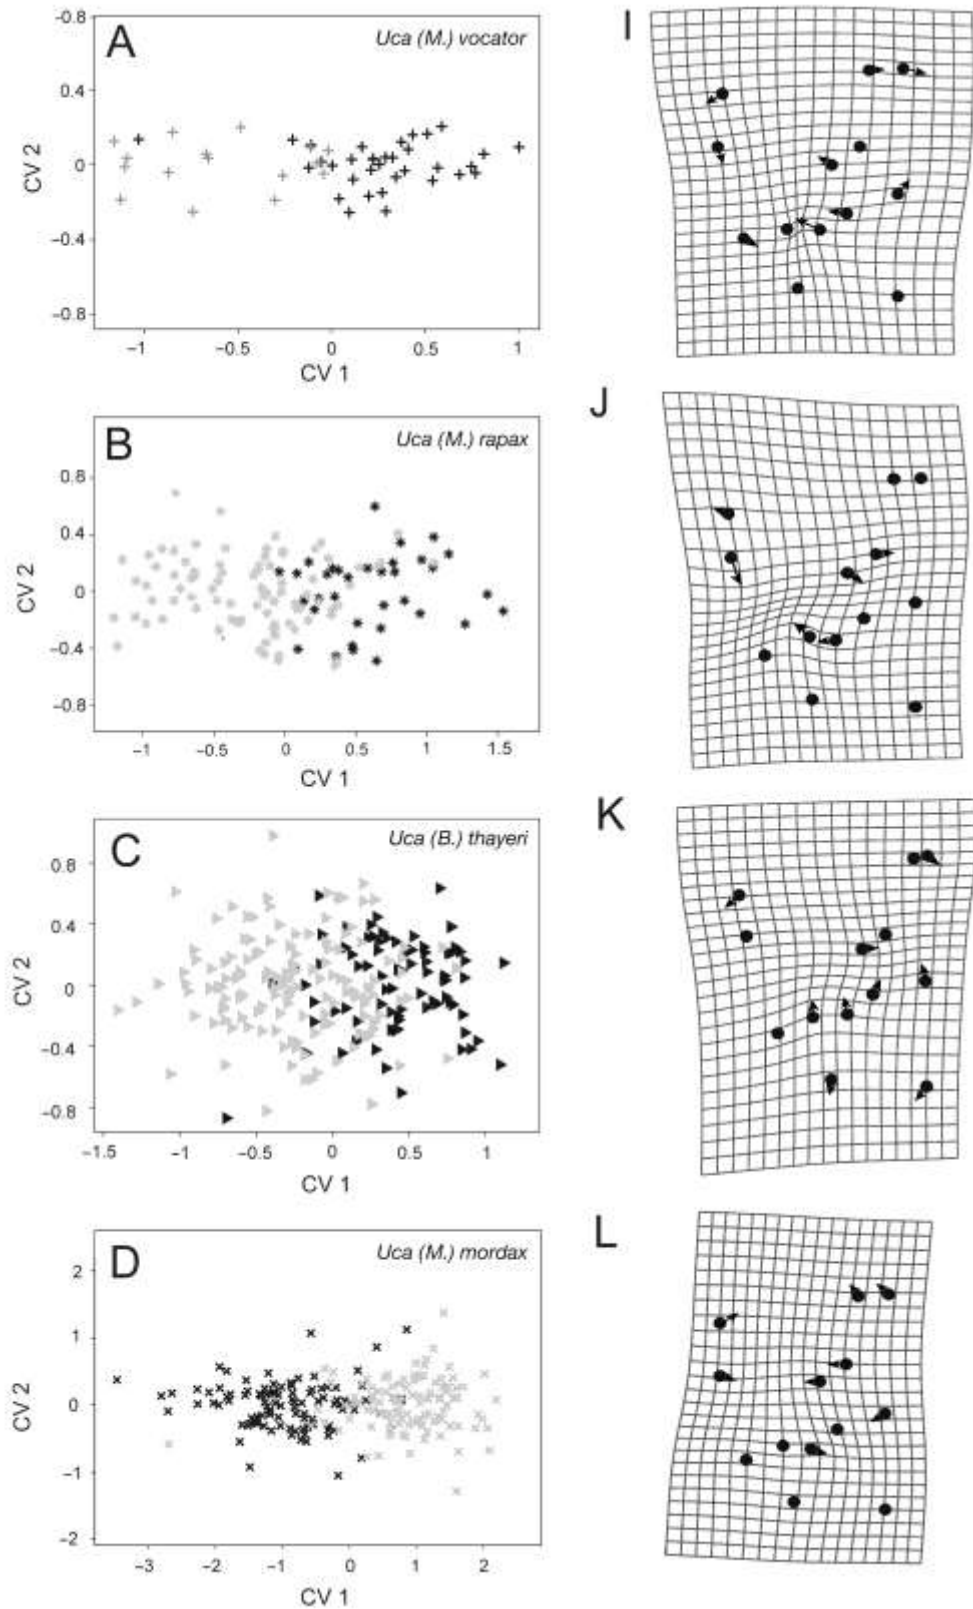 A
Uca (M.) vocator
-0.8
0.4
0
-0.4
-0.8
CV 2
-1
-0.5
0
0.5
1
CV 1
I
B
Uca (M.) rapax
0.8
0.4
0
-0.4
-0.8
CV 2
-1
-0.5
0
0.5
1
1.5
CV 1
J
C
Uca (B.) thayeri
0.8
0.4
0
-0.4
-0.8
CV 2
-1.5
-1
-0.5
0
0.5
1
CV 1
K
D
Uca (M.) mordax
2
1
0
-1
-2
CV 2
-3
-2
-1
0
1
2
CV 1
L